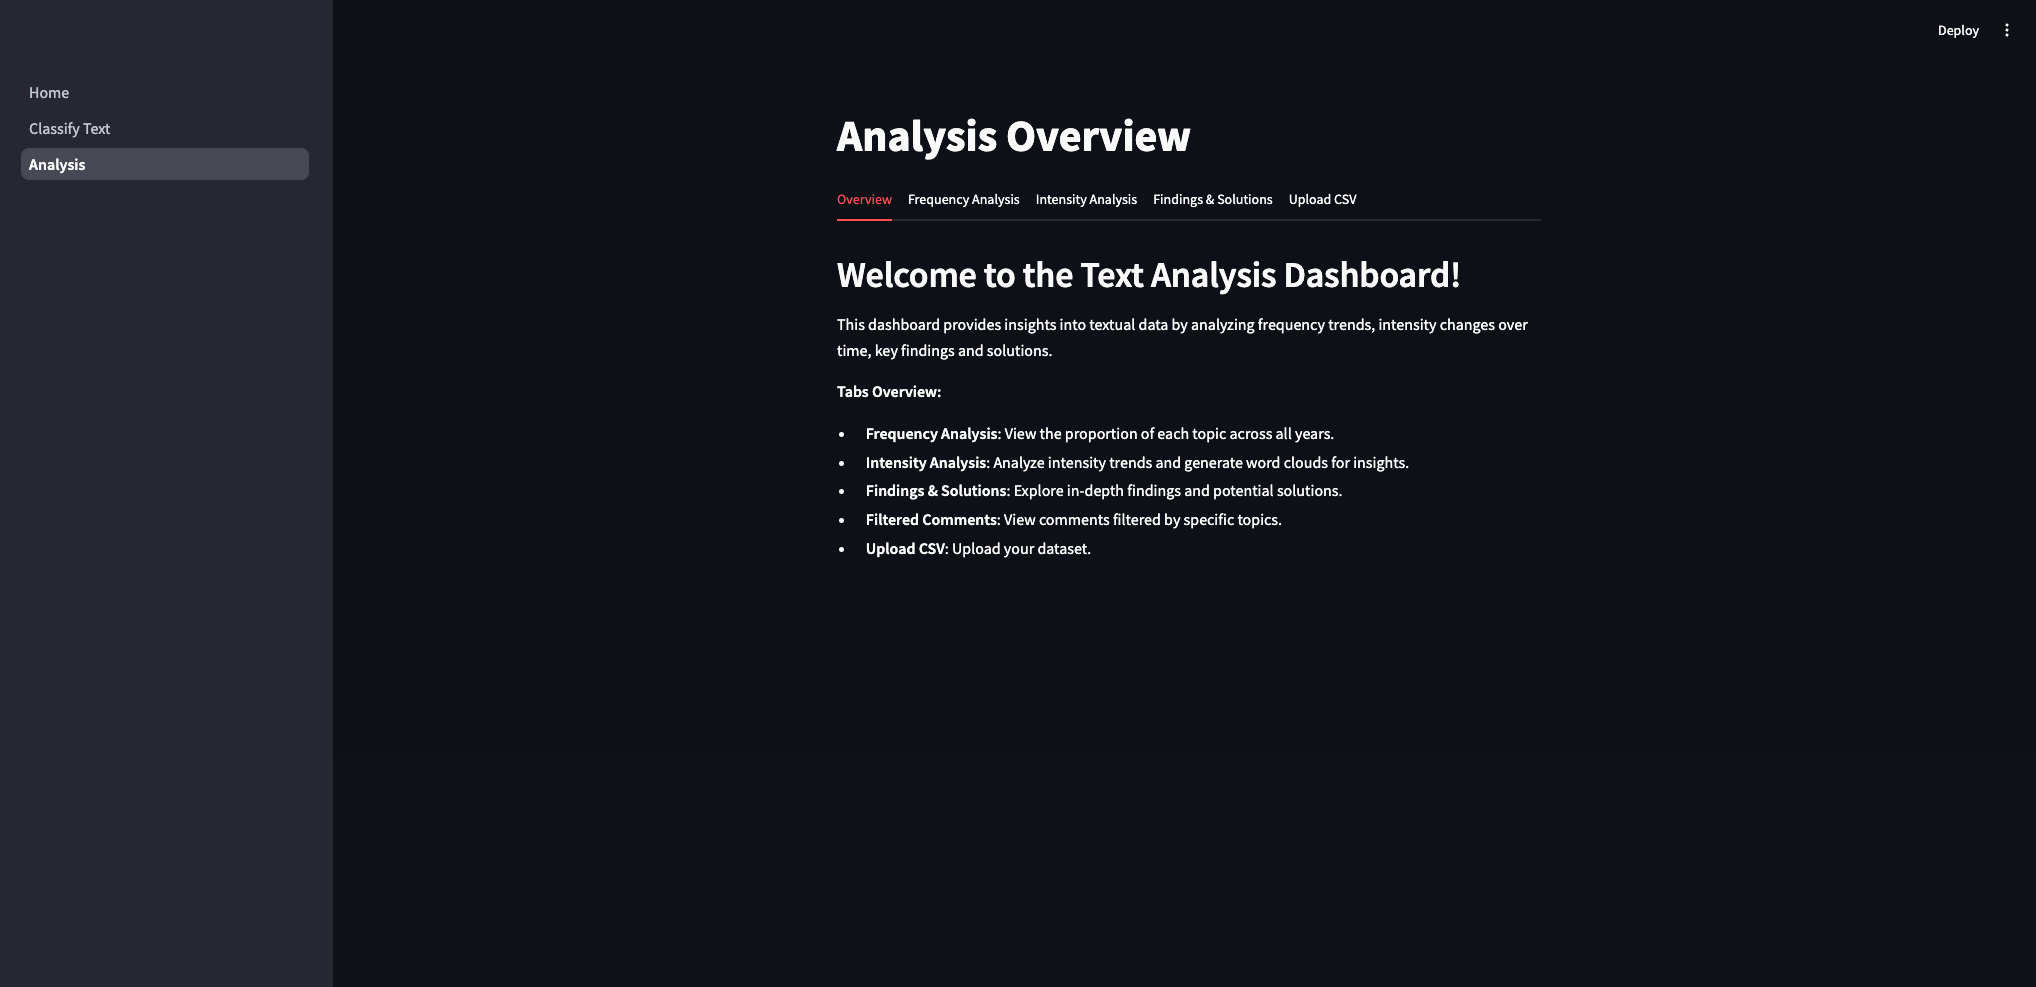 Deploy
Home
Classify Text
Analysis
Analysis Overview
Overview Frequency Analysis Intensity Analysis Findings & Solutions Upload CSV
Welcome to the Text Analysis Dashboard!
This dashboard provides insights into textual data by analyzing frequency trends, intensity changes over
time, key findings and solutions.
Tabs Overview:
• Frequency Analysis: View the proportion of each topic across all years.
• Intensity Analysis: Analyze intensity trends and generate word clouds for insights.
• Findings & Solutions: Explore in-depth findings and potential solutions.
• Filtered Comments: View comments filtered by specific topics.
• Upload CSV: Upload your dataset.